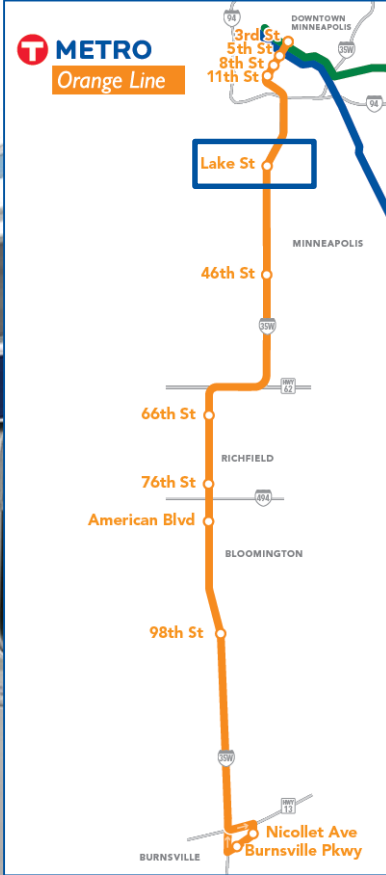 T METRO
Orange Line
94
DOWNTOWN
MINNEAPOLIS
35W
3rd St
5th St
8th St
11th St
94
Lake St
MINNEAPOLIS
46th St
35W
HWY
62
66th St
RICHFIELD
76th St
494
American Blvd
BLOOMINGTON
98th St
35W
HWY
13
Nicollet Ave
Burnsville Pkwy
BURNSVILLE